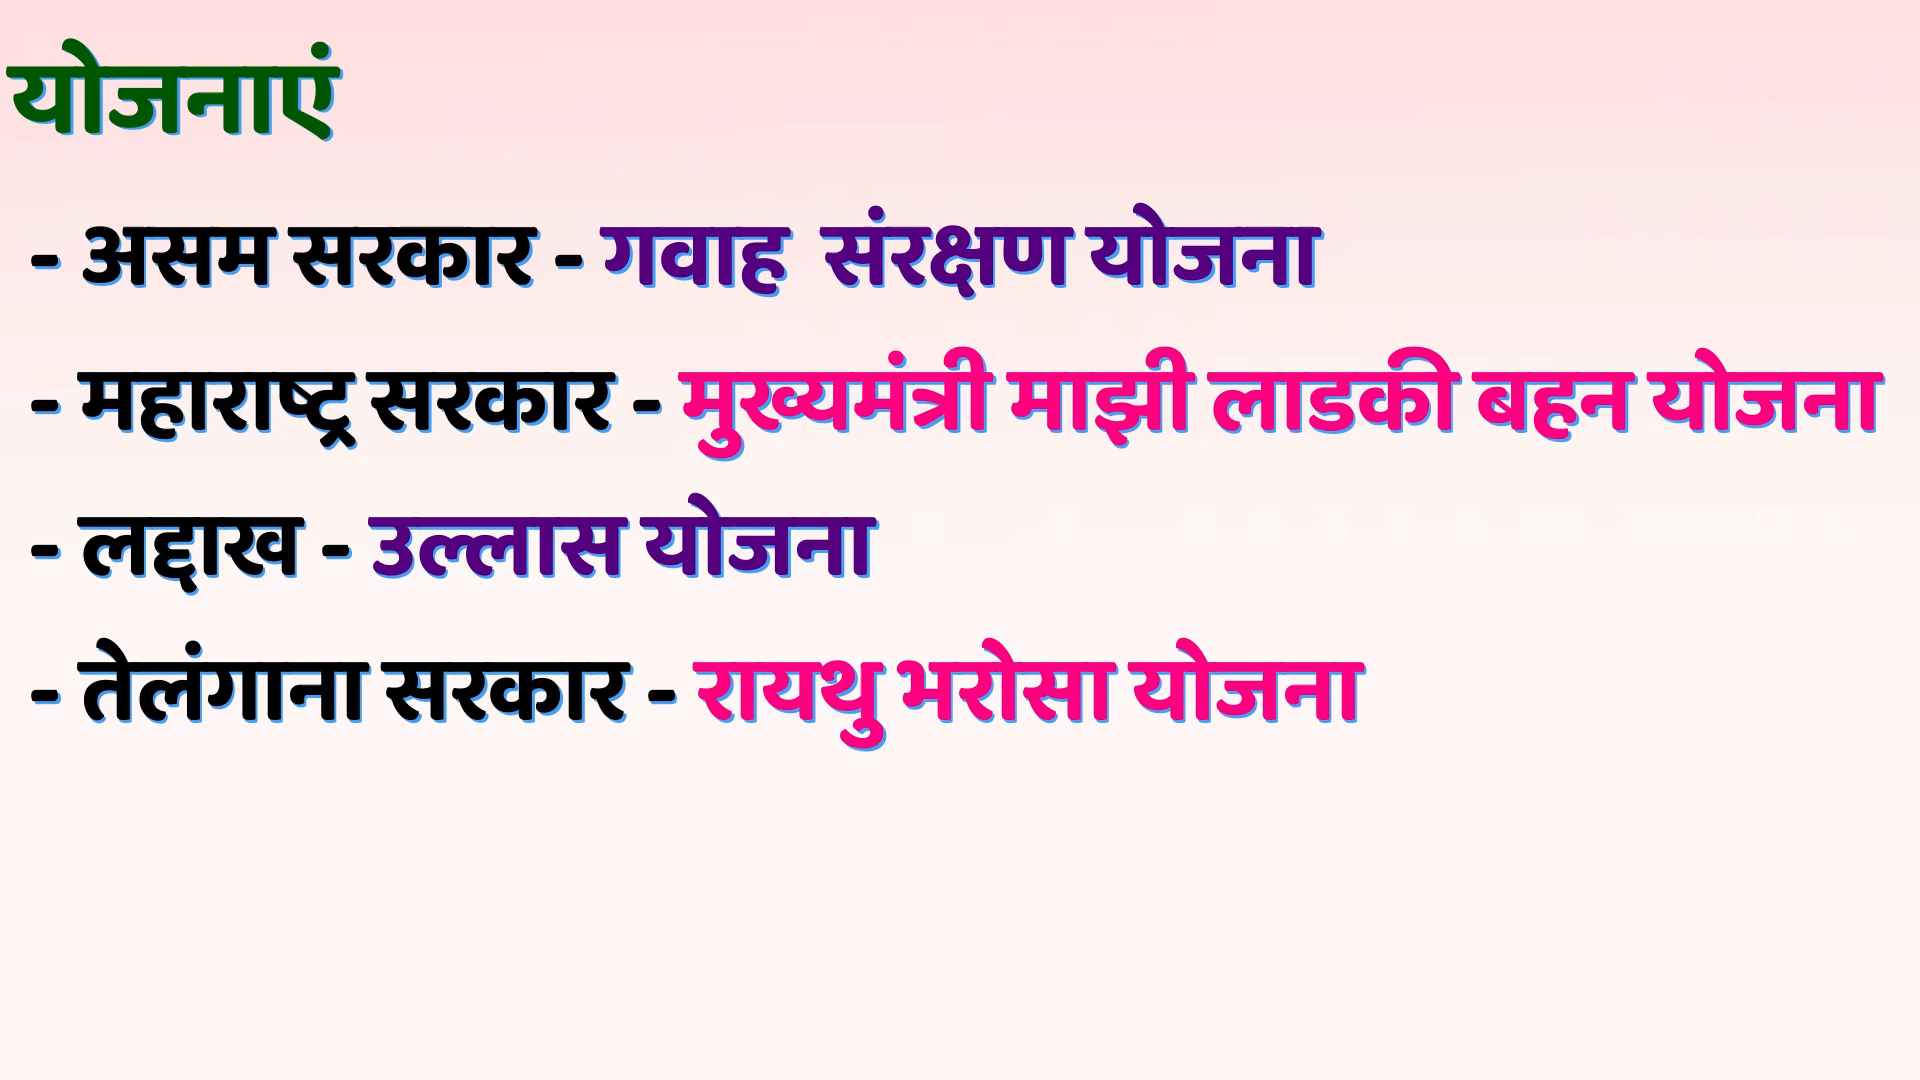 योजनाएं
- असम सरकार - गवाह संरक्षण योजना
- महाराष्ट्र सरकार - मुख्यमंत्री माझी लाडकी बहन योजना
- लद्दाख - उल्लास योजना
- तेलंगाना सरकार - रायथु भरोसा योजना